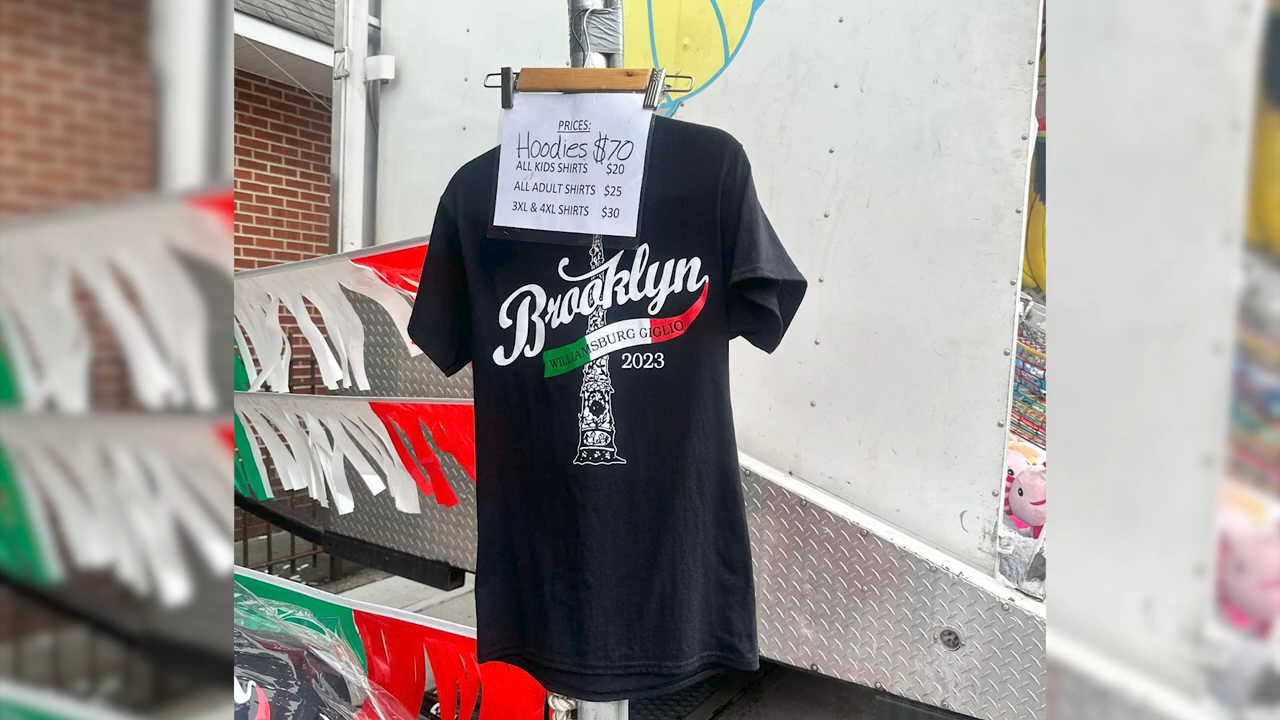 PRICES:
Hoodies $70
ALL KIDS SHIRTS $20
ALL ADULT SHIRTS $25
3XL & 4XL SHIRTS $30
Brooklyn
WILLIAMSBURG GIGLIO
2023